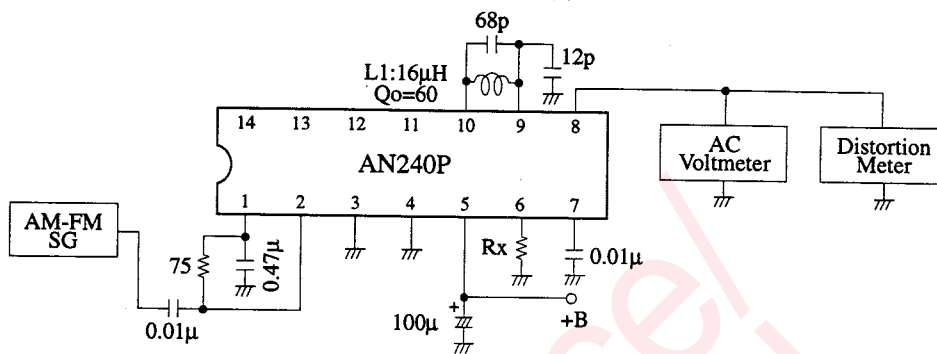 68p
12p
L1:16μH
Qo=60
14 13 12 11 10 9 8
AN240P
AC
Voltmeter
Distortion
Meter
1 2 3 4 5 6 7
AM-FM
SG
75
0.47μ
0.01μ
Rx
0.01μ
+
100μ
+B